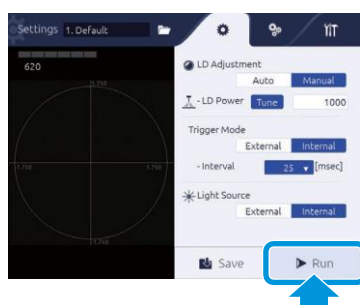 Settings 1. Default
620
1.750
-1.750 1.750
-1.750
LD Adjustment
Auto Manual
- LD Power Tune 1000
Trigger Mode
External Internal
- Interval 25 [msec]
Light Source
External Internal
Save Run